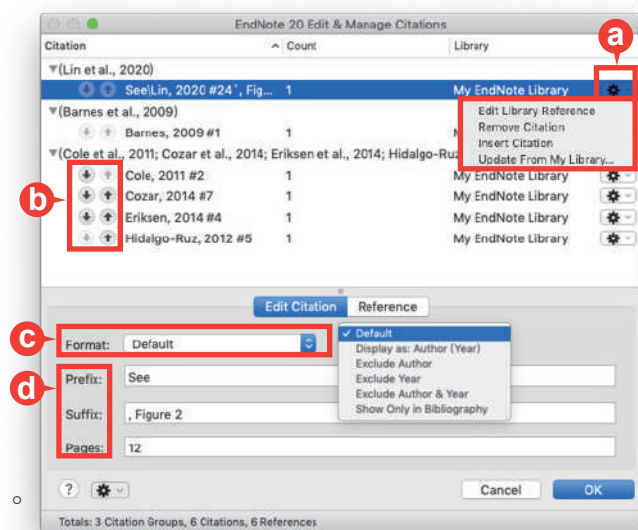 EndNote 20 Edit & Manage Citations
Citation Count Library
a
(Lin et al., 2020)
See\Lin, 2020 #24`, Fig... 1 My EndNote Library
Edit Library Reference
Remove Citation
Insert Citation
Update From My Library...
(Barnes et al., 2009)
Barnes, 2009 #1 1
(Cole et al., 2011; Cozar et al., 2014; Eriksen et al., 2014; Hidalgo-Ruz
b
Cole, 2011 #2 1 My EndNote Library
Cozar, 2014 #7 1 My EndNote Library
Eriksen, 2014 #4 1 My EndNote Library
Hidalgo-Ruz, 2012 #5 1 My EndNote Library
Edit Citation Reference
c
Format: Default
Default
Display as: Author (Year)
Exclude Author
Exclude Year
Exclude Author & Year
Show Only in Bibliography
d
Prefix: See
Suffix: , Figure 2
Pages: 12
? Cancel OK
Totals: 3 Citation Groups, 6 Citations, 6 References